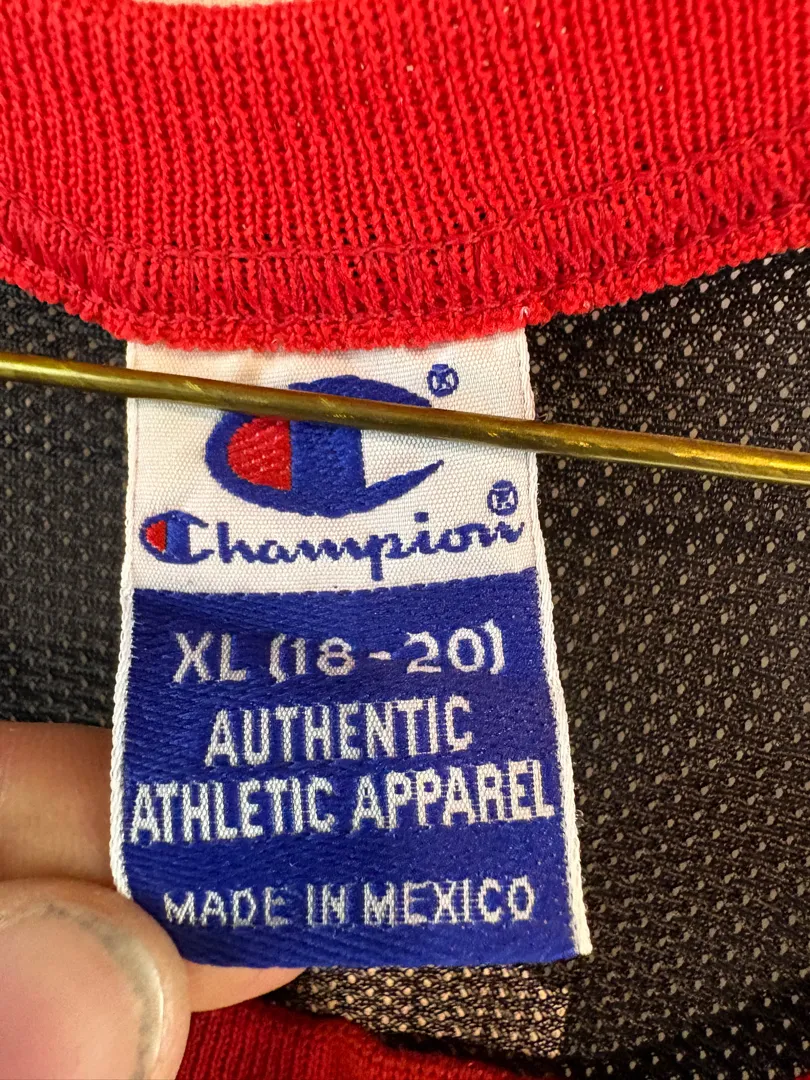 Champion
XL (18-20)
AUTHENTIC
ATHLETIC APPAREL
MADE IN MEXICO